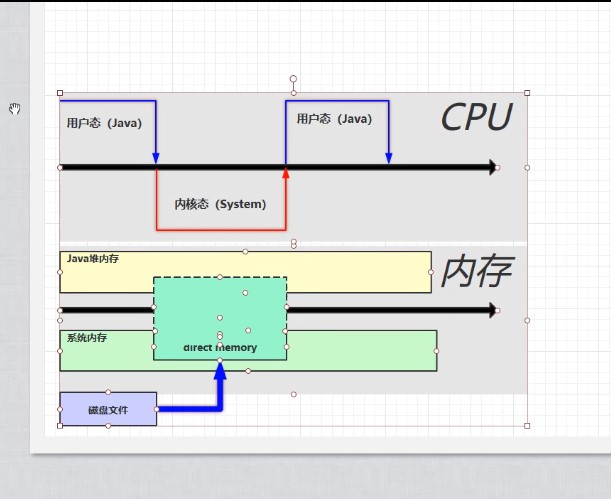 CPU
用户态（Java）
用户态（Java）
内核态（System）
内存
Java堆内存
direct memory
系统内存
磁盘文件